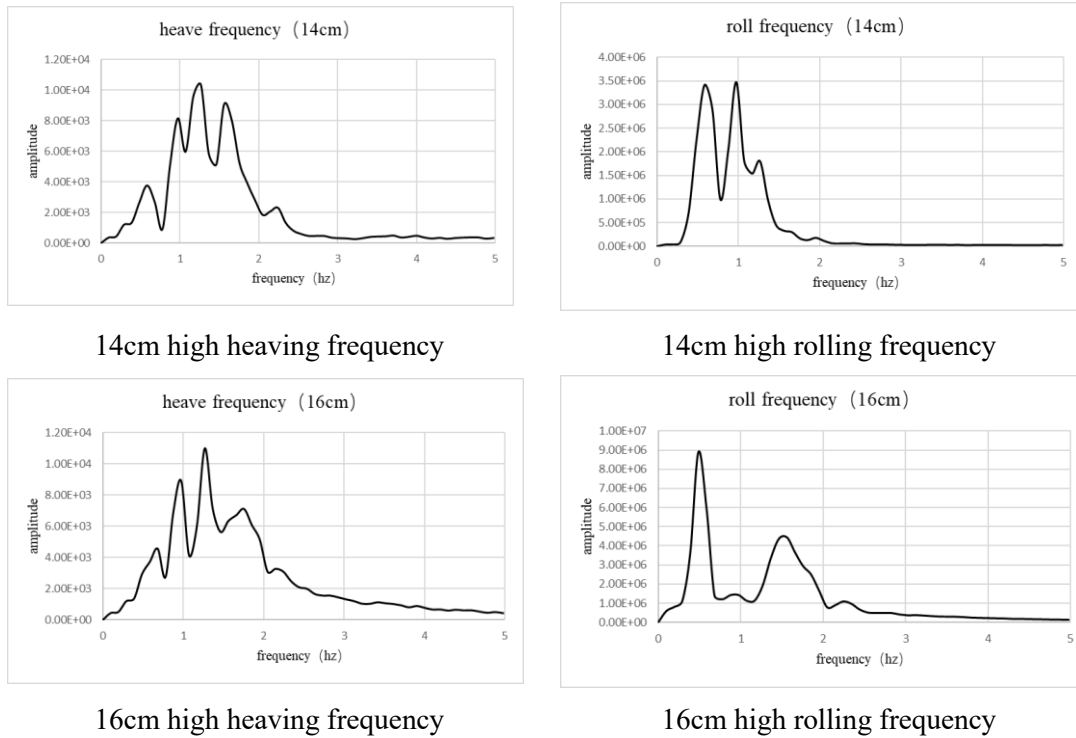 heave frequency（14cm）
1.20E+04
1.00E+04
8.00E+03
6.00E+03
4.00E+03
2.00E+03
0.00E+00
amplitude
0 1 2 3 4 5
frequency（hz）
14cm high heaving frequency
roll frequency（14cm）
4.00E+06
3.50E+06
3.00E+06
2.50E+06
2.00E+06
1.50E+06
1.00E+06
5.00E+05
0.00E+00
amplitude
0 1 2 3 4 5
frequency（hz）
14cm high rolling frequency
heave frequency（16cm）
1.20E+04
1.00E+04
8.00E+03
6.00E+03
4.00E+03
2.00E+03
0.00E+00
amplitude
0 1 2 3 4 5
frequency（hz）
16cm high heaving frequency
roll frequency（16cm）
1.00E+07
9.00E+06
8.00E+06
7.00E+06
6.00E+06
5.00E+06
4.00E+06
3.00E+06
2.00E+06
1.00E+06
0.00E+00
amplitude
0 1 2 3 4 5
frequency（hz）
16cm high rolling frequency